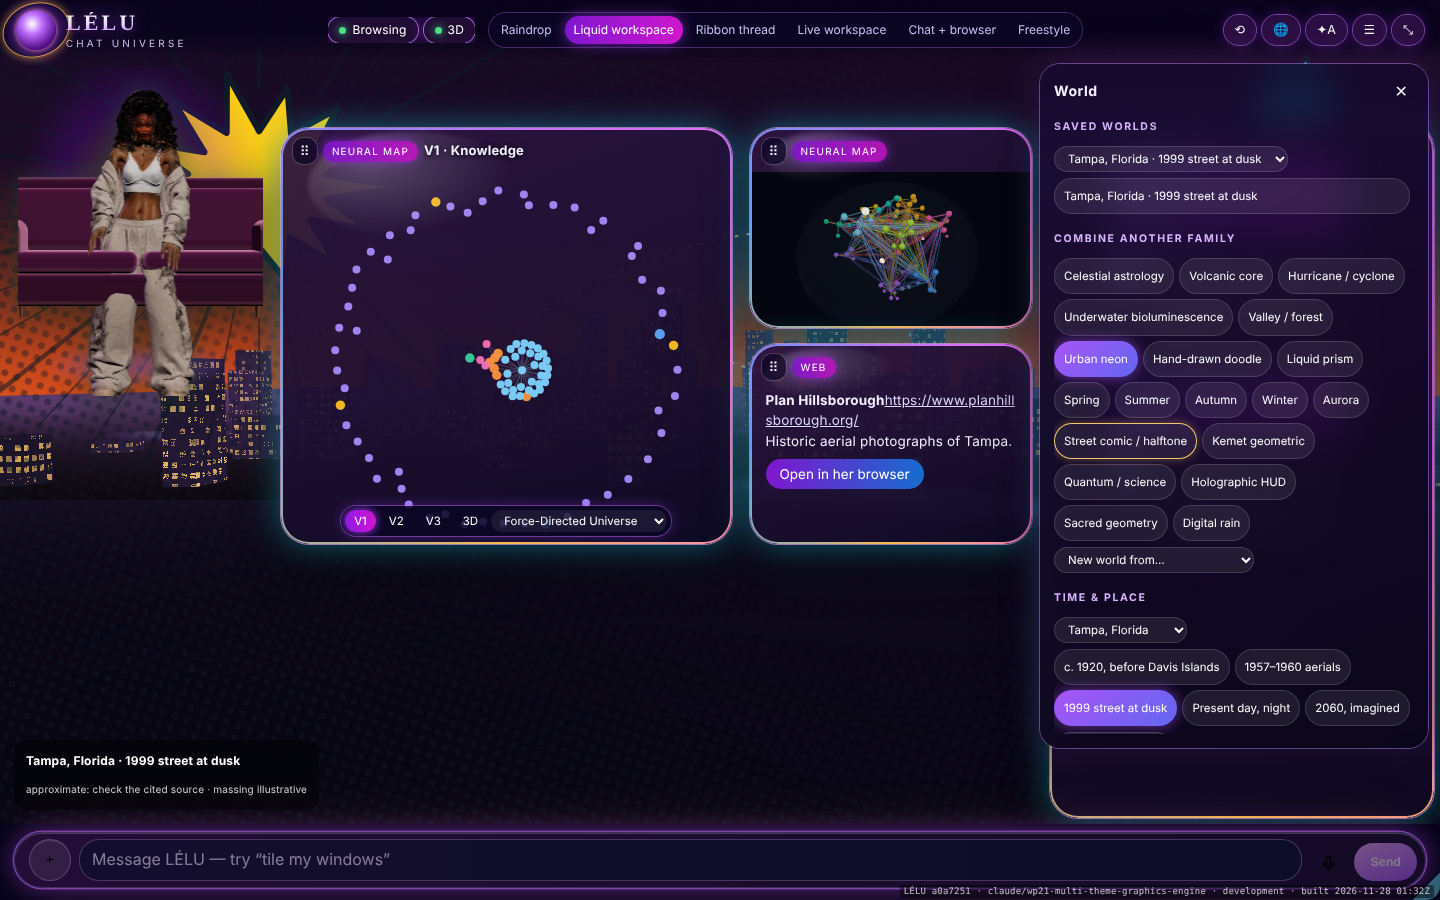 LÉLU
CHAT UNIVERSE
Browsing
3D
Raindrop
Liquid workspace
Ribbon thread
Live workspace
Chat + browser
Freestyle
✦A
NEURAL MAP V1 · Knowledge
V1 V2 V3 3D Force-Directed Universe
NEURAL MAP
WEB
Plan Hillsboroughhttps://www.planhill
sborough.org/
Historic aerial photographs of Tampa.
Open in her browser
World
SAVED WORLDS
Tampa, Florida · 1999 street at dusk
Tampa, Florida · 1999 street at dusk
COMBINE ANOTHER FAMILY
Celestial astrology Volcanic core Hurricane / cyclone
Underwater bioluminescence Valley / forest
Urban neon Hand-drawn doodle Liquid prism
Spring Summer Autumn Winter Aurora
Street comic / halftone Kemet geometric
Quantum / science Holographic HUD
Sacred geometry Digital rain
New world from...
TIME & PLACE
Tampa, Florida
c. 1920, before Davis Islands 1957–1960 aerials
1999 street at dusk Present day, night 2060, imagined
Tampa, Florida · 1999 street at dusk
approximate: check the cited source · massing illustrative
+ Message LÉLU — try “tile my windows” Send
LÉLU a0a7251 · claude/wp21-multi-theme-graphics-engine · development · built 2026-11-28 01:32Z